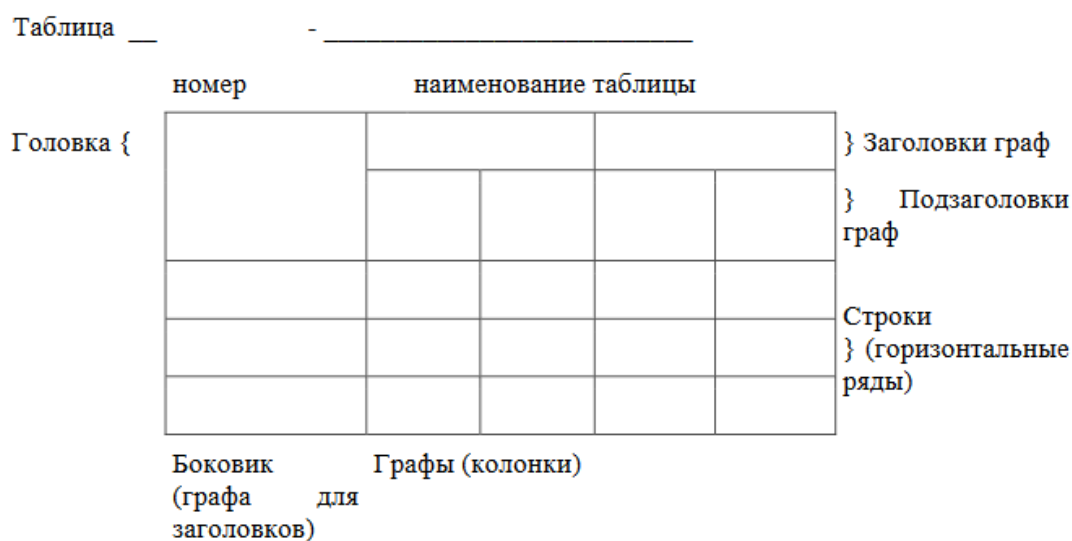 Таблица __ - __________________________
номер наименование таблицы
Головка { } Заголовки граф
} Подзаголовки
граф
Строки
} (горизонтальные
ряды)
Боковик Графы (колонки)
(графа для
заголовков)